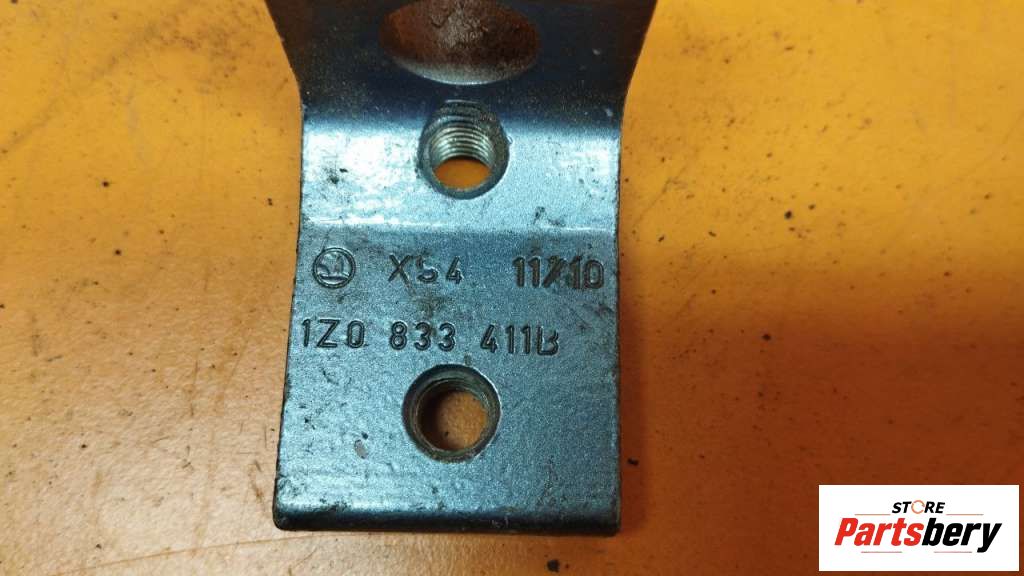 XS4 11/10
1Z0 833 411B
STORE
Partsbery